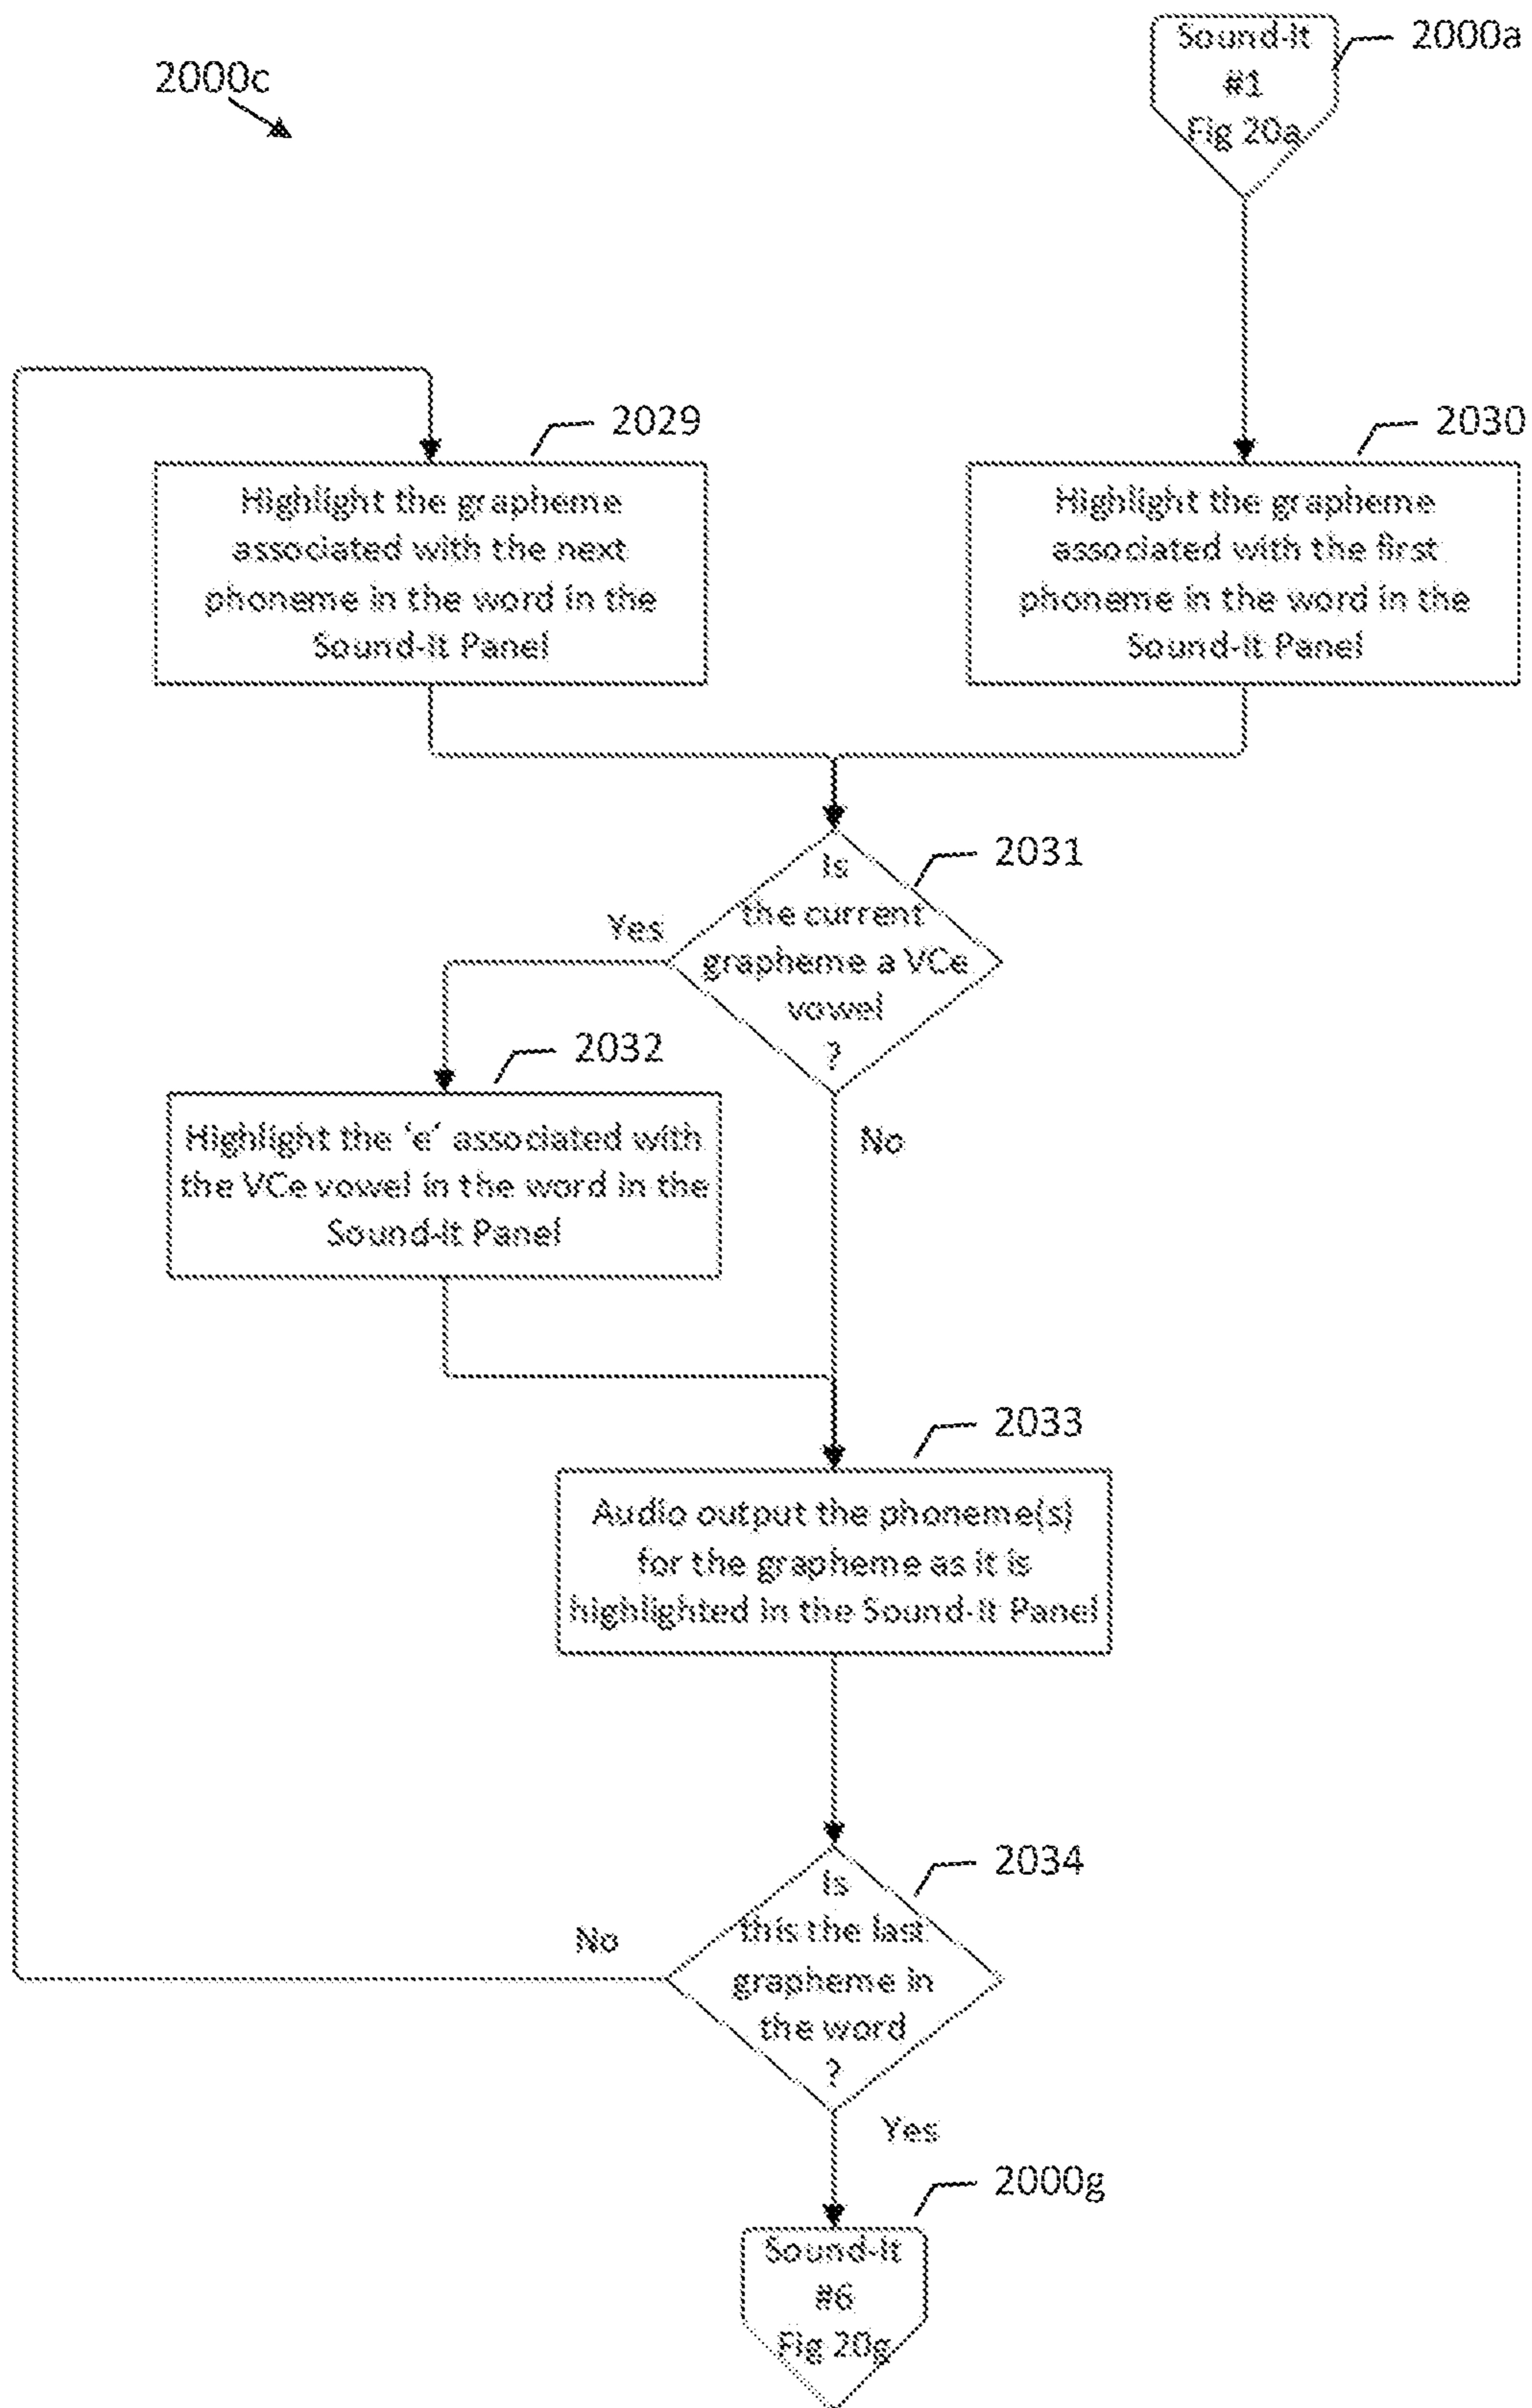 2000c
Sound-It
#1
Fig 20a
2000a
2029
Highlight the grapheme
associated with the next
phoneme in the word in the
Sound-It Panel
2030
Highlight the grapheme
associated with the first
phoneme in the word in the
Sound-It Panel
2031
Is
the current
grapheme a VCe
vowel
?
Yes
No
2032
Highlight the ‘e‘ associated with
the VCe vowel in the word in the
Sound-It Panel
2033
Audio output the phoneme(s)
for the grapheme as it is
highlighted in the Sound-It Panel
2034
Is
this the last
grapheme in
the word
?
No
Yes
2000g
Sound-It
#6
Fig 20g